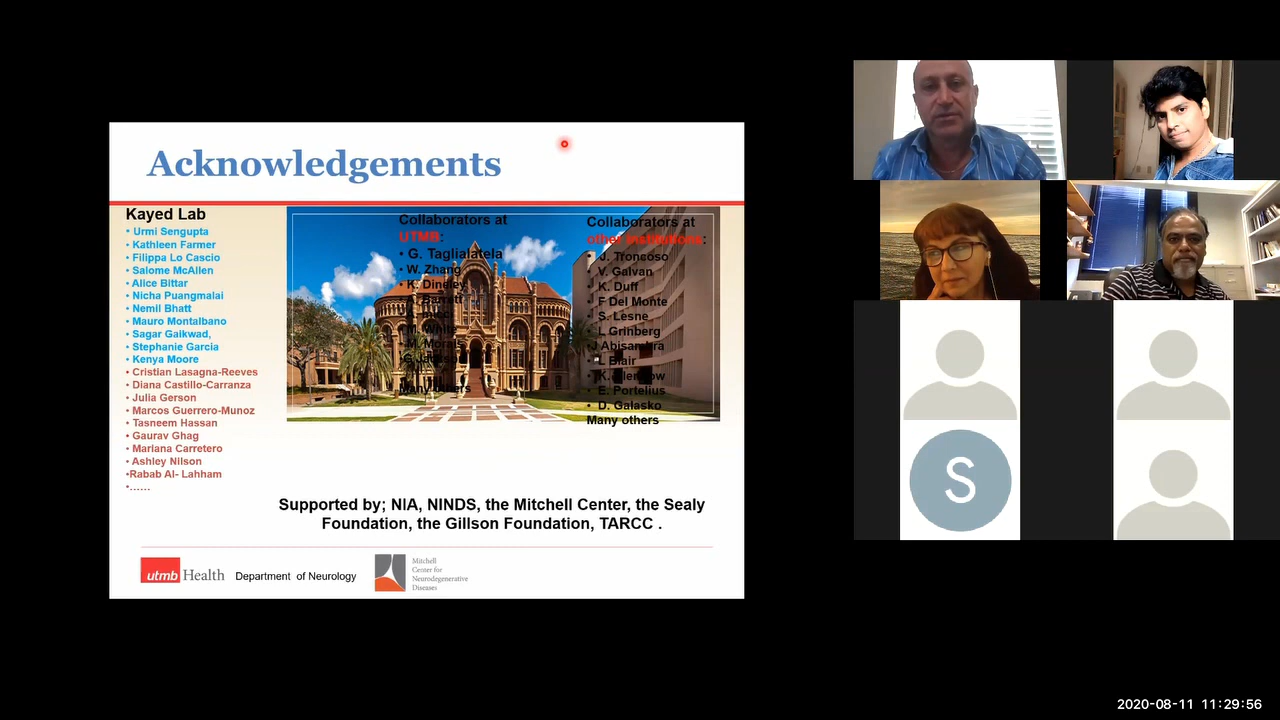 Acknowledgements
Kayed Lab
• Urmi Sengupta
• Kathleen Farmer
• Filippa Lo Cascio
• Salome McAllen
• Alice Bittar
• Nicha Puangmalai
• Nemil Bhatt
• Mauro Montalbano
• Sagar Gaikwad,
• Stephanie Garcia
• Kenya Moore
• Cristian Lasagna-Reeves
• Diana Castillo-Carranza
• Julia Gerson
• Marcos Guerrero-Munoz
• Tasneem Hassan
• Gaurav Ghag
• Mariana Carretero
• Ashley Nilson
•Rabab Al- Lahham
•......
Collaborators at
UTMB:
• G. Taglialatela
• W. Zhang
• K. Dineley
• M. White
• M. Morals
Collaborators at
other Institutions:
• J. Troncoso
V. Galvan
• K. Duff
• F Del Monte
• S. Lesne
• L Grinberg
•J Abisambra
• L Blair
• E. Portelius
• D. Galasko
Many others
Supported by; NIA, NINDS, the Mitchell Center, the Sealy
Foundation, the Gillson Foundation, TARCC .
utmb Health
Department of Neurology
Mitchell
Center for
Neurodegenerative
Diseases
S
2020-08-11 11:29:56